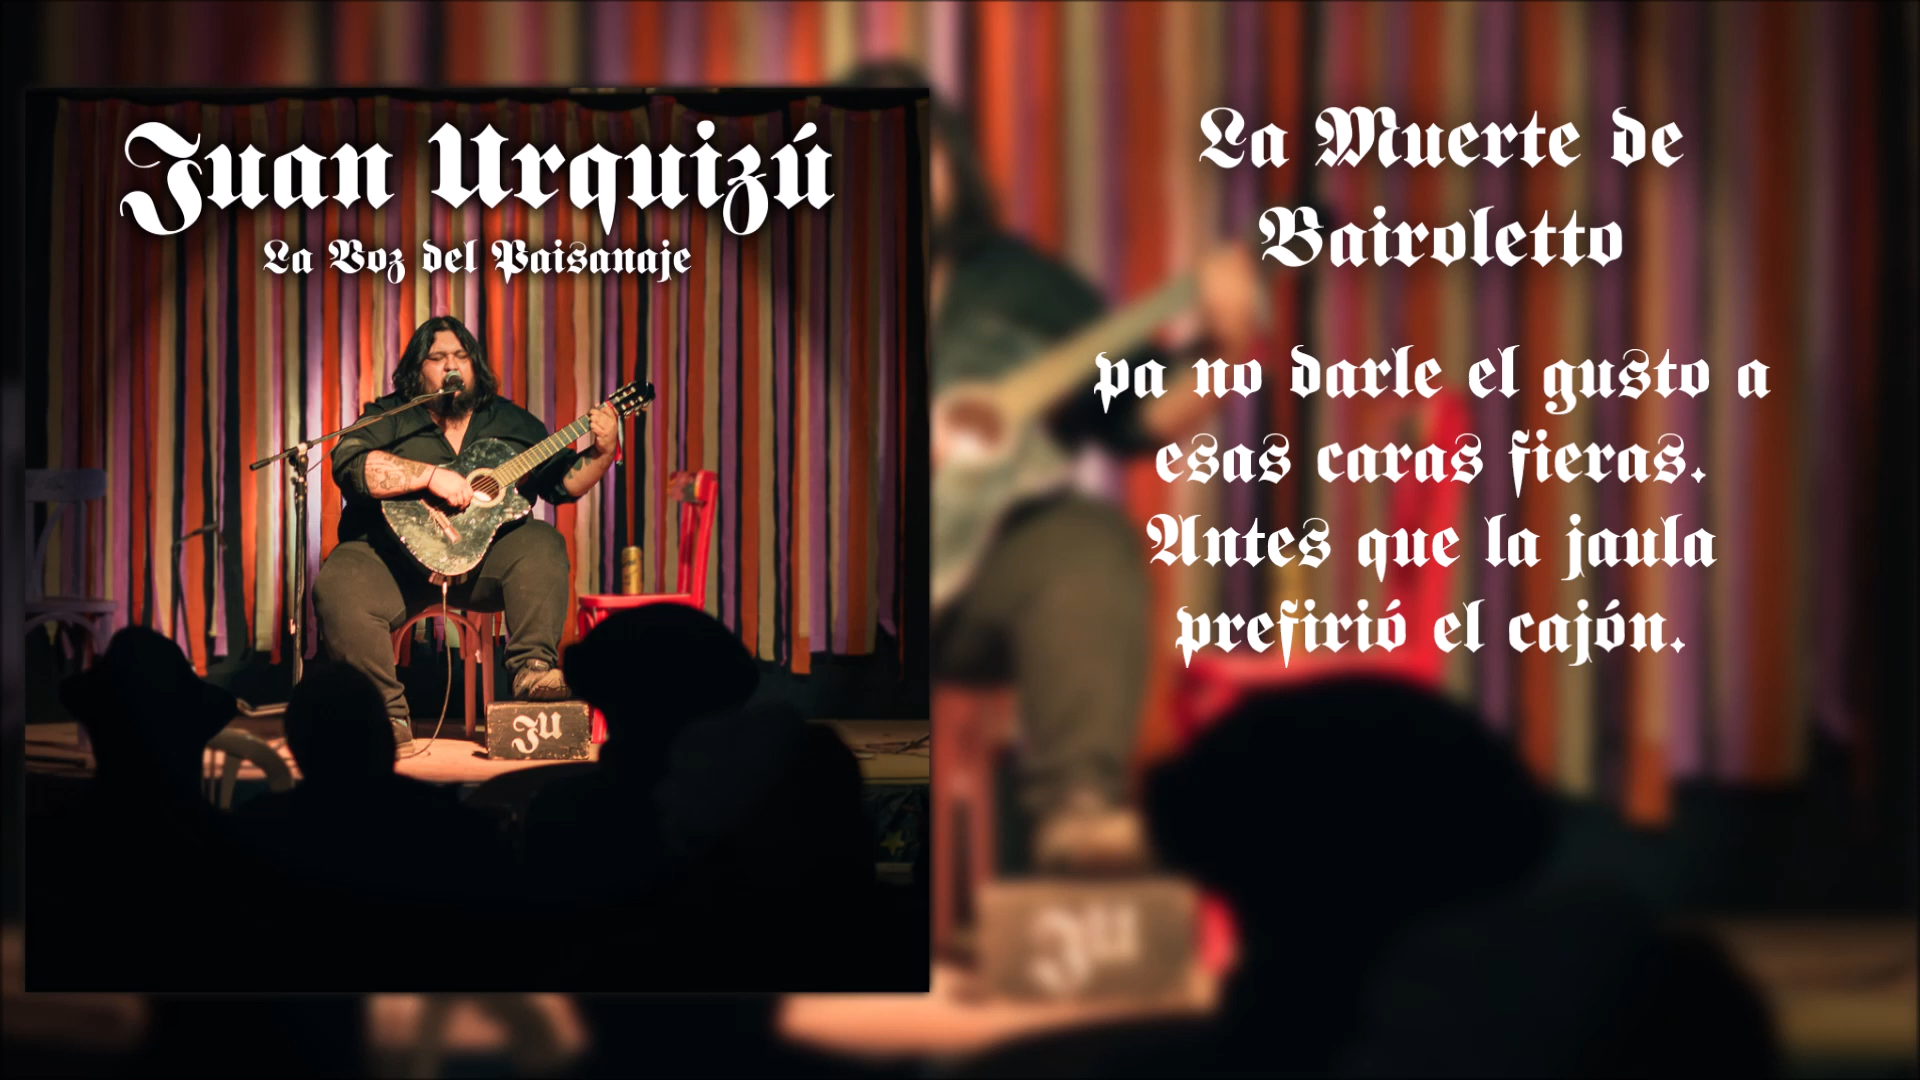 Juan Urquizú
La Voz del Paisanaje
JU
La Muerte de
Bairoletto
pa no darle el gusto a
esas caras fieras.
Antes que la jaula
prefirió el cajón.
JU